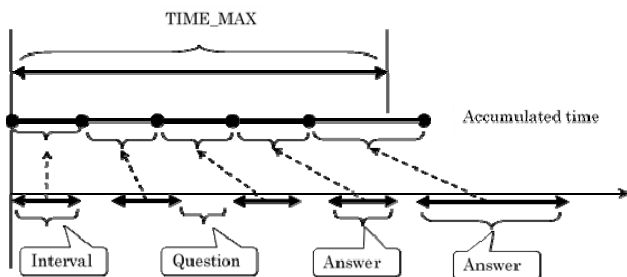 TIME_MAX
Accumulated time
Interval
Question
Answer
Answer